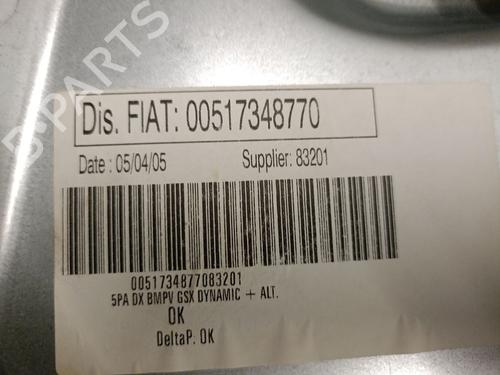 B-PARTS
Dis. FIAT: 00517348770
Date : 05/04/05 Supplier: 83201
0051734877083201
5PA DX BMPV GSX DYNAMIC + ALT.
OK
DeltaP. OK